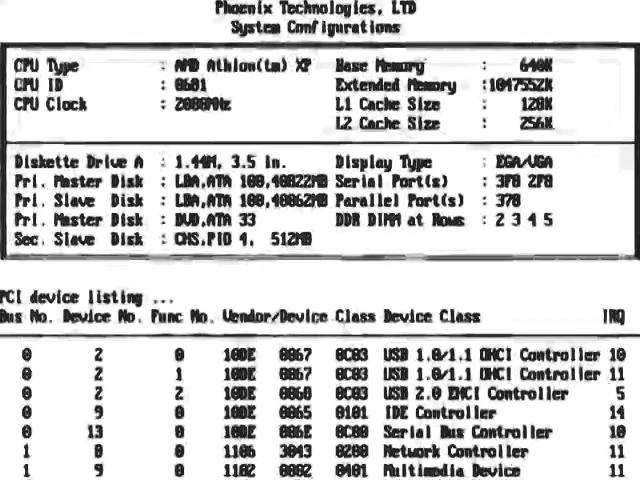 Phoenix Technologies, LTD
System Configurations
CPU Type : AMD Athlon(tm) XP Base Memory : 640K
CPU ID : 0681 Extended Memory :1047552K
CPU Clock : 2000MHz L1 Cache Size : 128K
L2 Cache Size : 256K
Diskette Drive A : 1.44M, 3.5 in. Display Type : EGA/VGA
Pri. Master Disk : LBA,ATA 100, Serial Port(s) : 3F8 2F8
Pri. Slave Disk : LBA,ATA 100, Parallel Port(s) : 378
Pri. Master Disk : DVD,ATA 33 DDR DIMM at Rows : 2 3 4 5
Sec. Slave Disk : CHS,PIO 4, 512MB
PCI device listing ...
Bus No. Device No. Func No. Vendor/Device Class Device Class IRQ
0 2 0 10DE 0067 0C03 USB 1.0/1.1 OHCI Controller 10
0 2 1 10DE 0067 0C03 USB 1.0/1.1 OHCI Controller 11
0 2 2 10DE 0068 0C03 USB 2.0 EHCI Controller 5
0 9 0 10DE 0065 0101 IDE Controller 14
0 13 0 10DE 006E 0C00 Serial Bus Controller 10
1 8 0 1106 3043 0200 Network Controller 11
1 9 0 1102 0002 0401 Multimedia Device 11